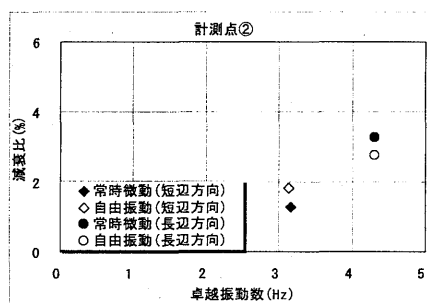 計測点②
減衰比(%)
6
4
2
0
◆常時微動(短辺方向)
◇自由振動(短辺方向)
●常時微動(長辺方向)
○自由振動(長辺方向)
0 1 2 3 4 5
卓越振動数(Hz)